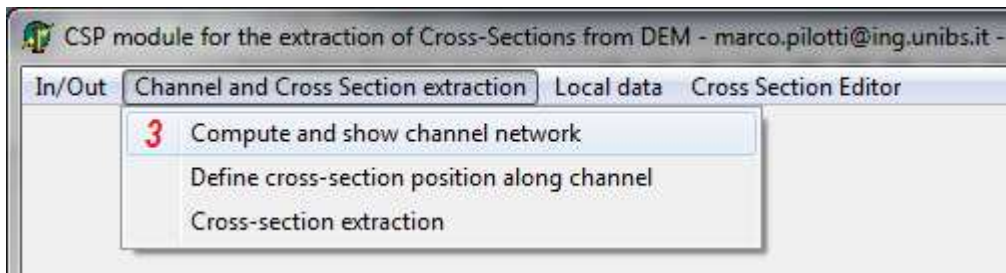 CSP module for the extraction of Cross-Sections from DEM - marco.pilotti@ing.unibs.it -
In/Out Channel and Cross Section extraction Local data Cross Section Editor
3 Compute and show channel network
Define cross-section position along channel
Cross-section extraction